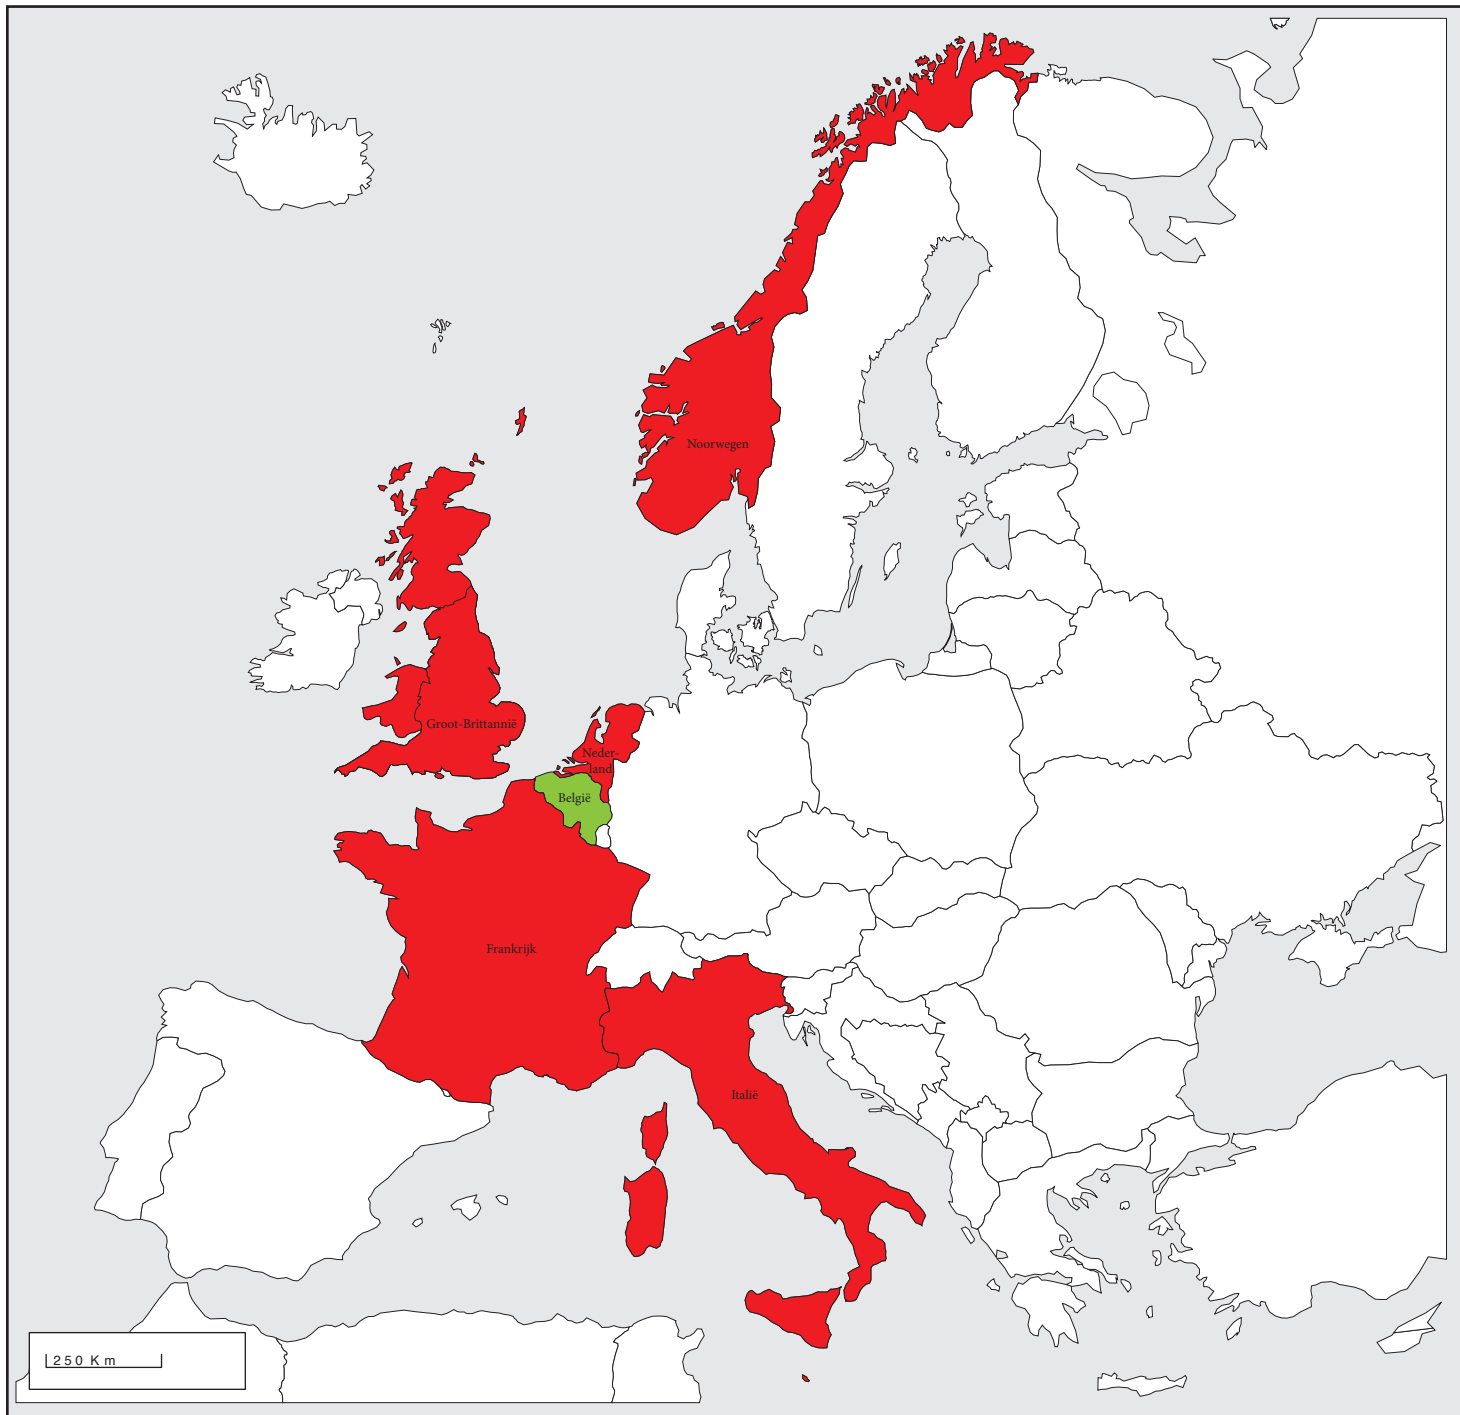 Noorwegen
Groot-Brittannië
Neder-
land
België
Frankrijk
Italië
250 Km